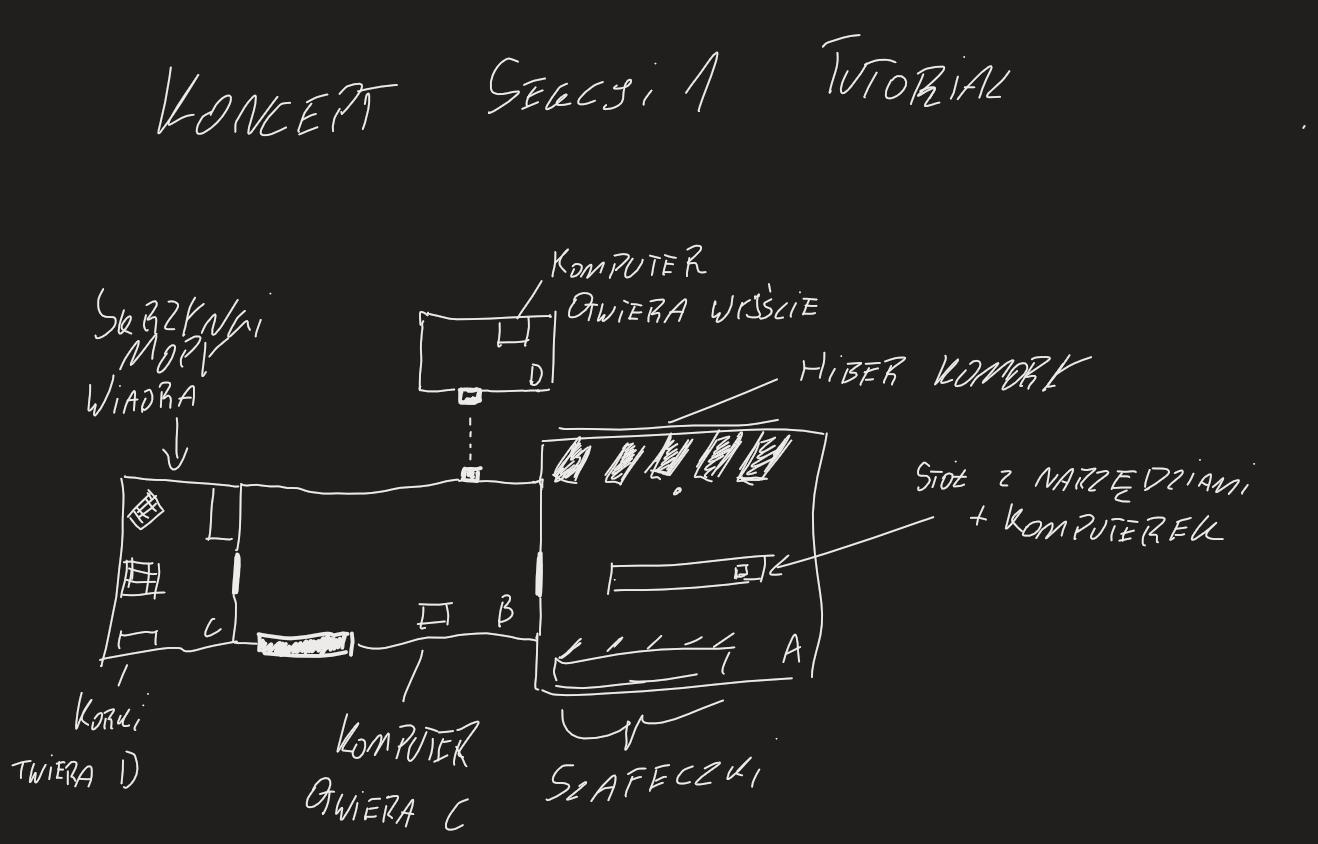 KONCEPT SEKCJI 1 TUTORIAL
KOMPUTER
OTWIERA WYJŚCIE
SKRZYNKI
MOPY
WIADRA
D
HIBER KOMORY
STÓŁ Z NARZĘDZIAMI
+ KOMPUTEREK
C
B
A
KORKI
TWIERA D
KOMPUTER
OTWIERA C
SZAFECZKI